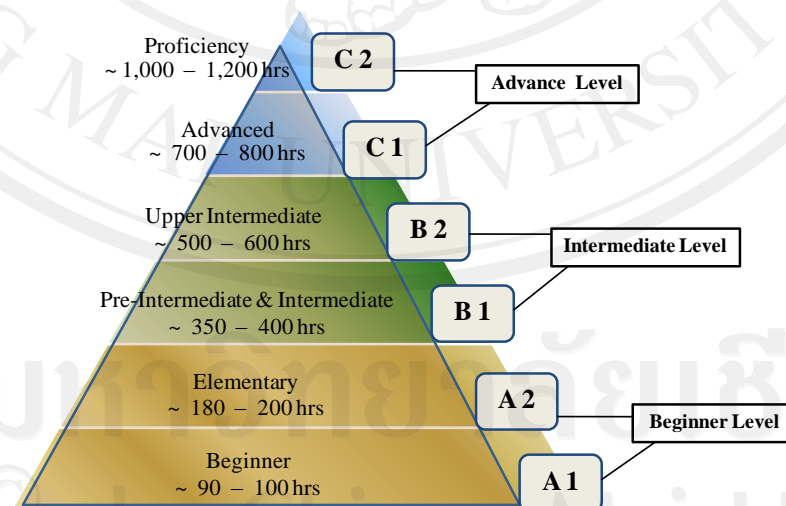 Proficiency
~ 1,000 – 1,200 hrs
C 2
Advance Level
Advanced
~ 700 – 800 hrs
C 1
Upper Intermediate
~ 500 – 600 hrs
B 2
Intermediate Level
Pre-Intermediate & Intermediate
~ 350 – 400 hrs
B 1
Elementary
~ 180 – 200 hrs
A 2
Beginner Level
Beginner
~ 90 – 100 hrs
A 1
MAI UNIVERSIT